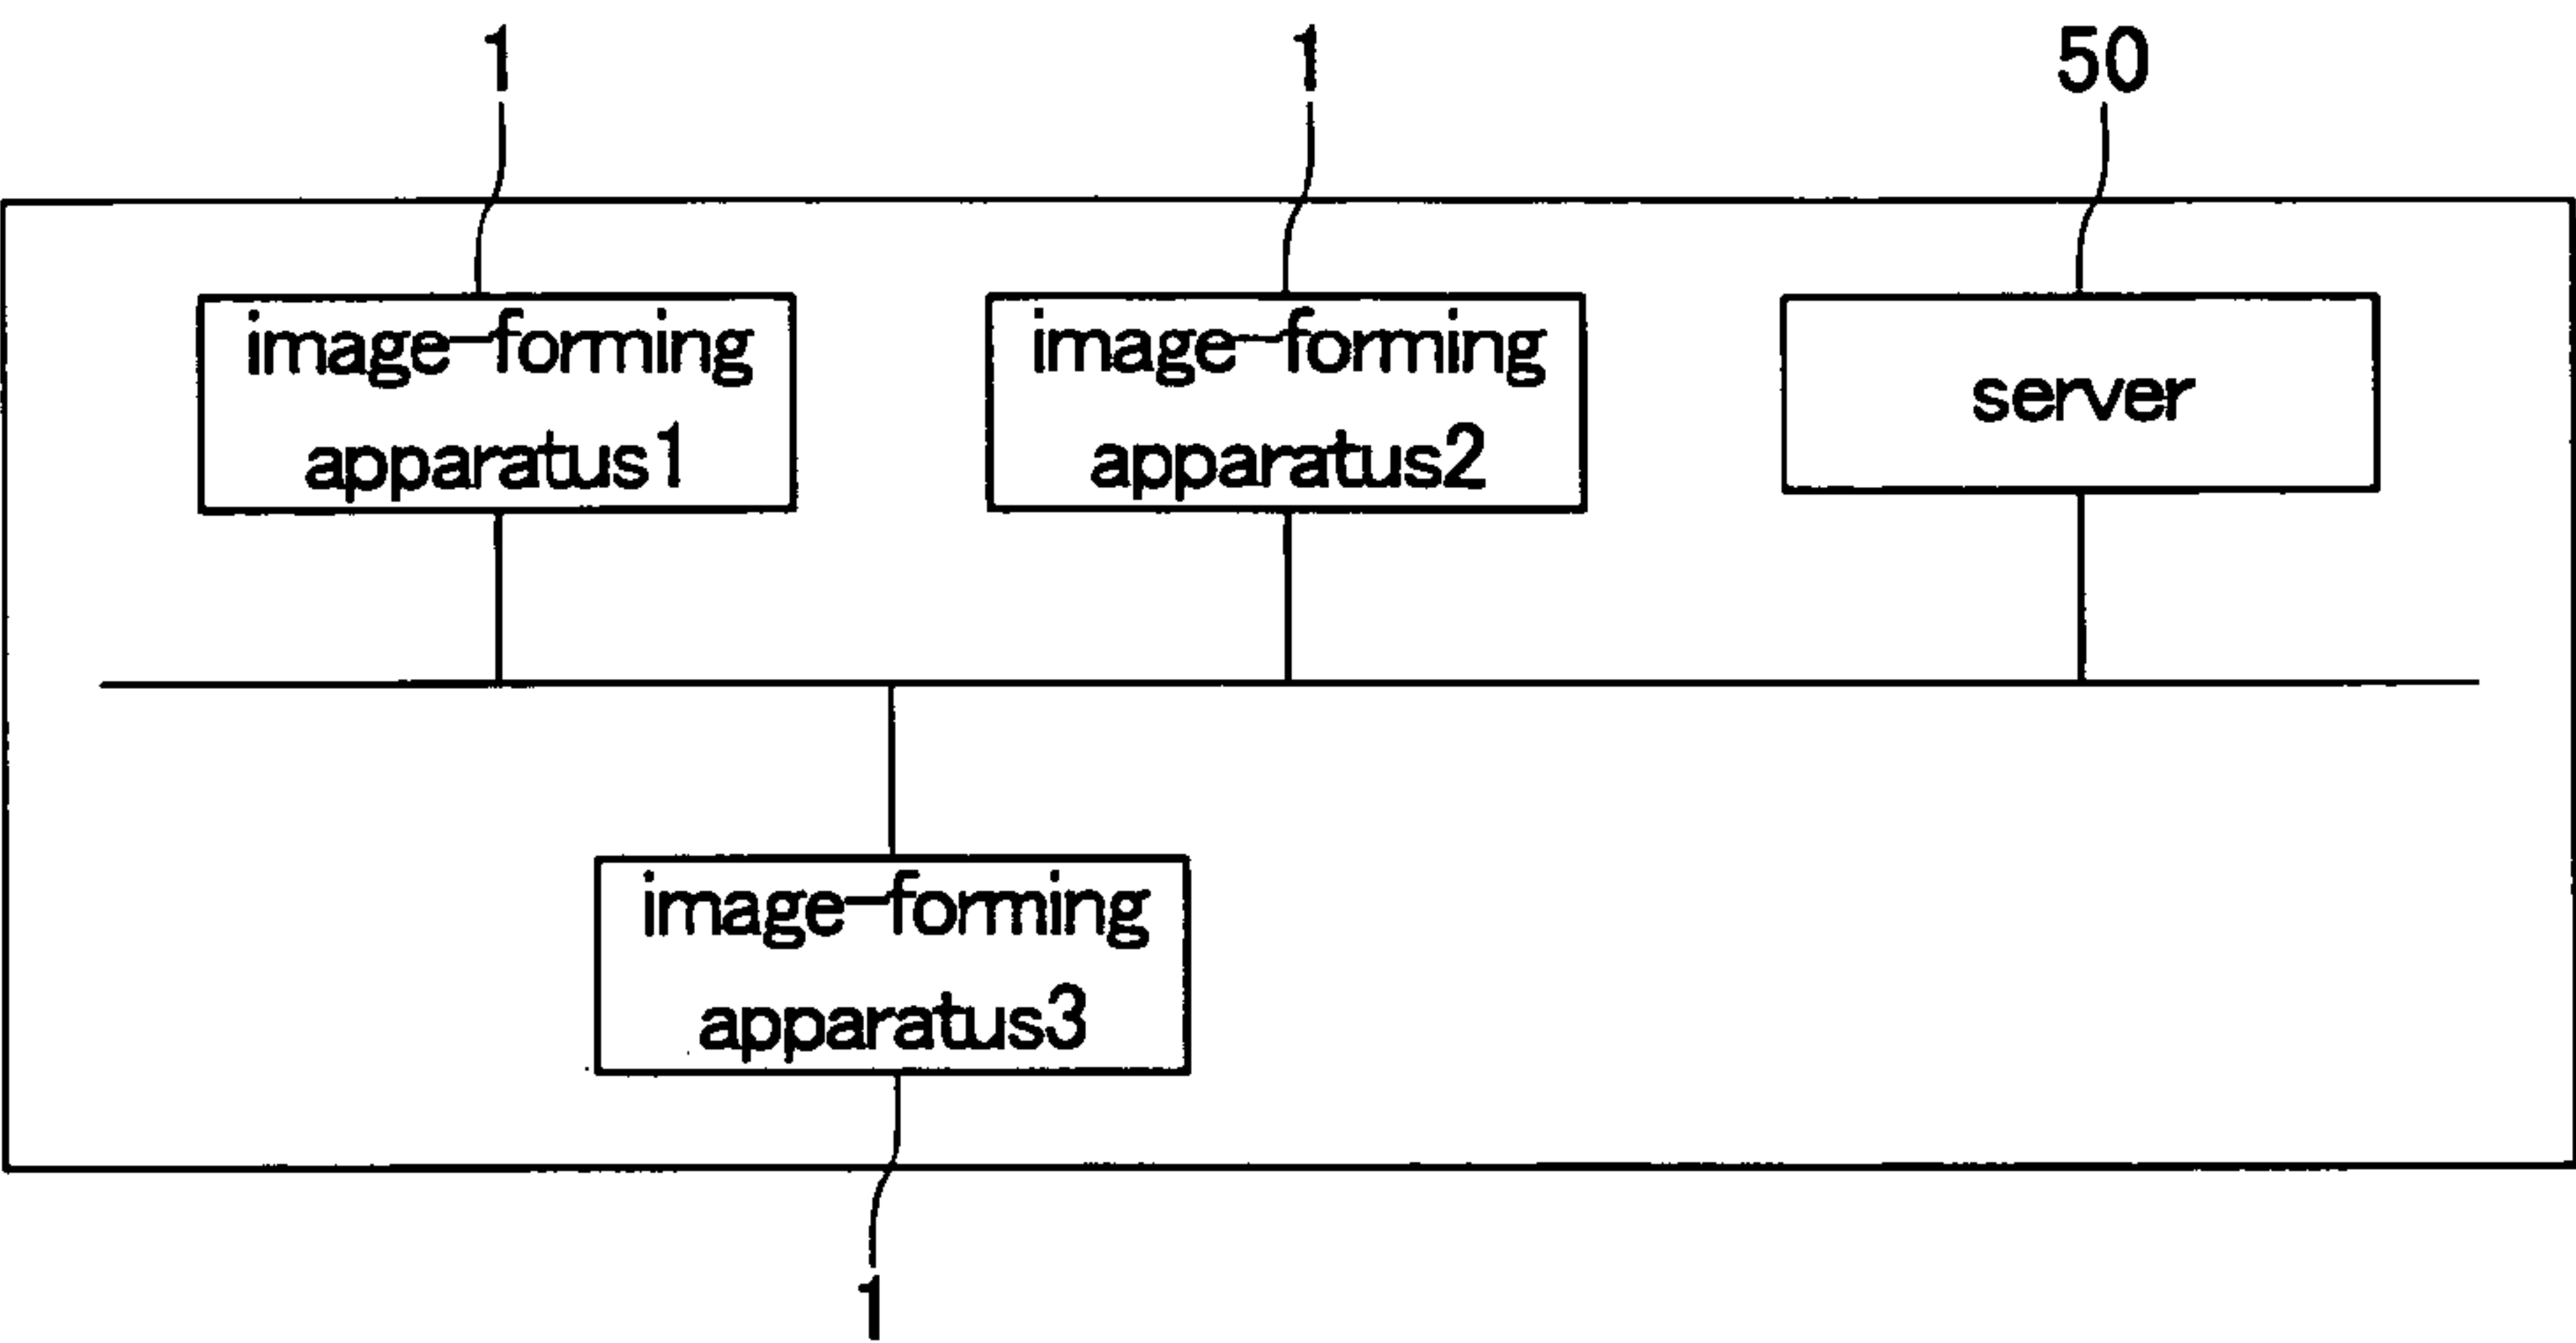 1
1
50
image-forming
apparatus1
image-forming
apparatus2
server
image-forming
apparatus3
1